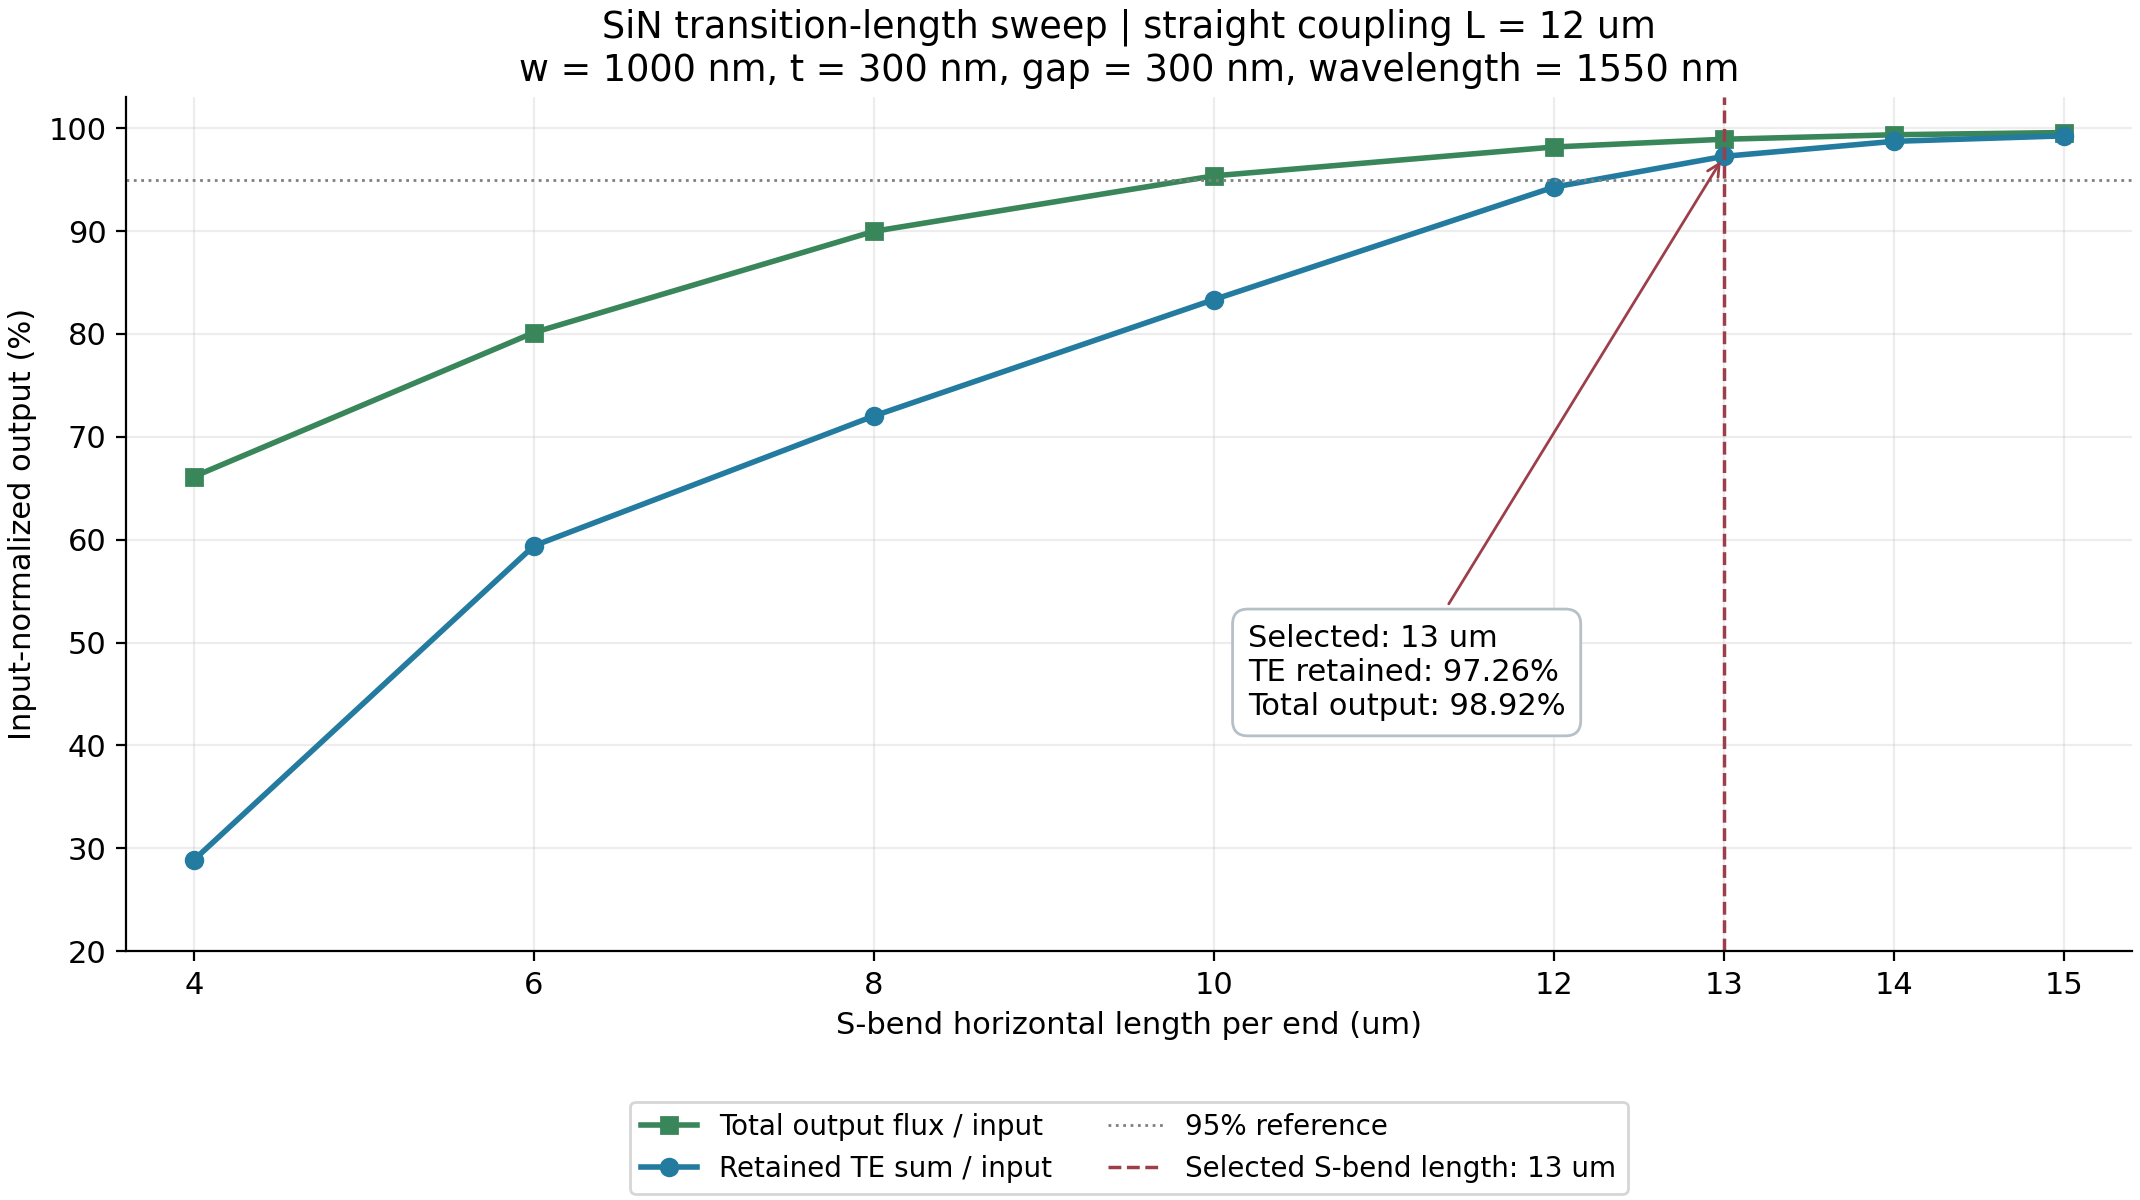 SiN transition-length sweep | straight coupling L = 12 um
w = 1000 nm, t = 300 nm, gap = 300 nm, wavelength = 1550 nm
Input-normalized output (%)
100
90
80
70
60
50
40
30
20
Selected: 13 um
TE retained: 97.26%
Total output: 98.92%
4 6 8 10 12 13 14 15
S-bend horizontal length per end (um)
Total output flux / input
Retained TE sum / input
95% reference
Selected S-bend length: 13 um